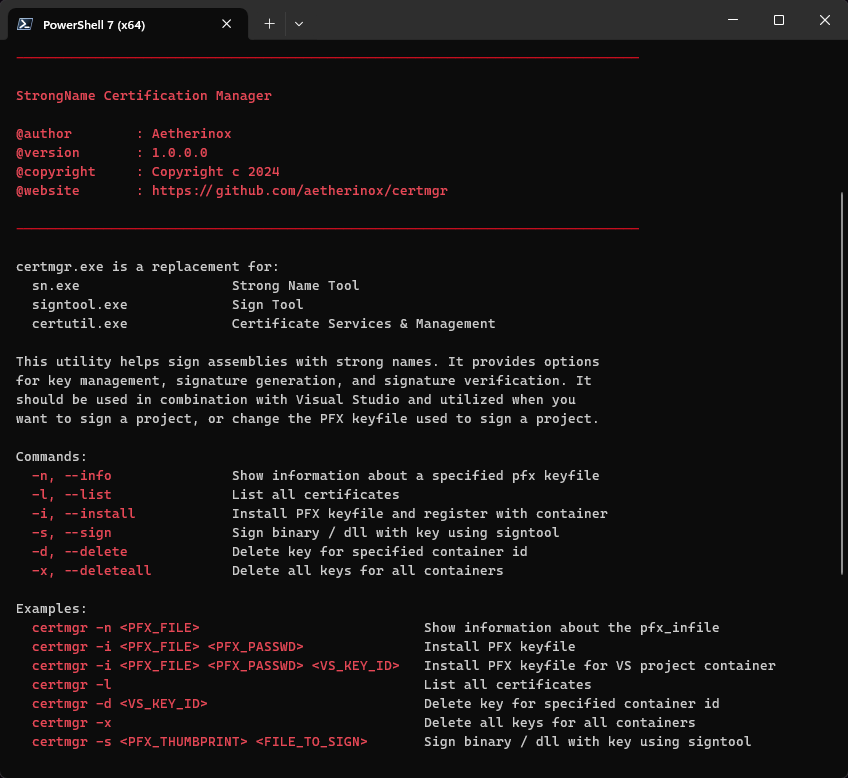 PowerShell 7 (x64)
StrongName Certification Manager
@author : Aetherinox
@version : 1.0.0.0
@copyright : Copyright c 2024
@website : https://github.com/aetherinox/certmgr
certmgr.exe is a replacement for:
sn.exe Strong Name Tool
signtool.exe Sign Tool
certutil.exe Certificate Services & Management
This utility helps sign assemblies with strong names. It provides options
for key management, signature generation, and signature verification. It
should be used in combination with Visual Studio and utilized when you
want to sign a project, or change the PFX keyfile used to sign a project.
Commands:
-n, --info Show information about a specified pfx keyfile
-l, --list List all certificates
-i, --install Install PFX keyfile and register with container
-s, --sign Sign binary / dll with key using signtool
-d, --delete Delete key for specified container id
-x, --deleteall Delete all keys for all containers
Examples:
certmgr -n <PFX_FILE> Show information about the pfx_infile
certmgr -i <PFX_FILE> <PFX_PASSWD> Install PFX keyfile
certmgr -i <PFX_FILE> <PFX_PASSWD> <VS_KEY_ID> Install PFX keyfile for VS project container
certmgr -l List all certificates
certmgr -d <VS_KEY_ID> Delete key for specified container id
certmgr -x Delete all keys for all containers
certmgr -s <PFX_THUMBPRINT> <FILE_TO_SIGN> Sign binary / dll with key using signtool